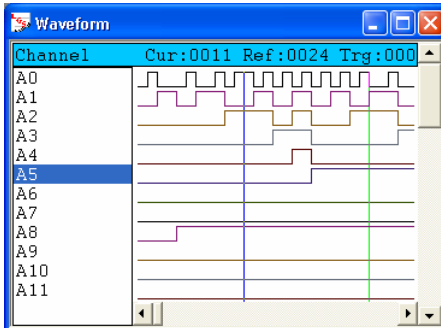 Waveform
Channel Cur:0011 Ref:0024 Trg:000
A0
A1
A2
A3
A4
A5
A6
A7
A8
A9
A10
A11